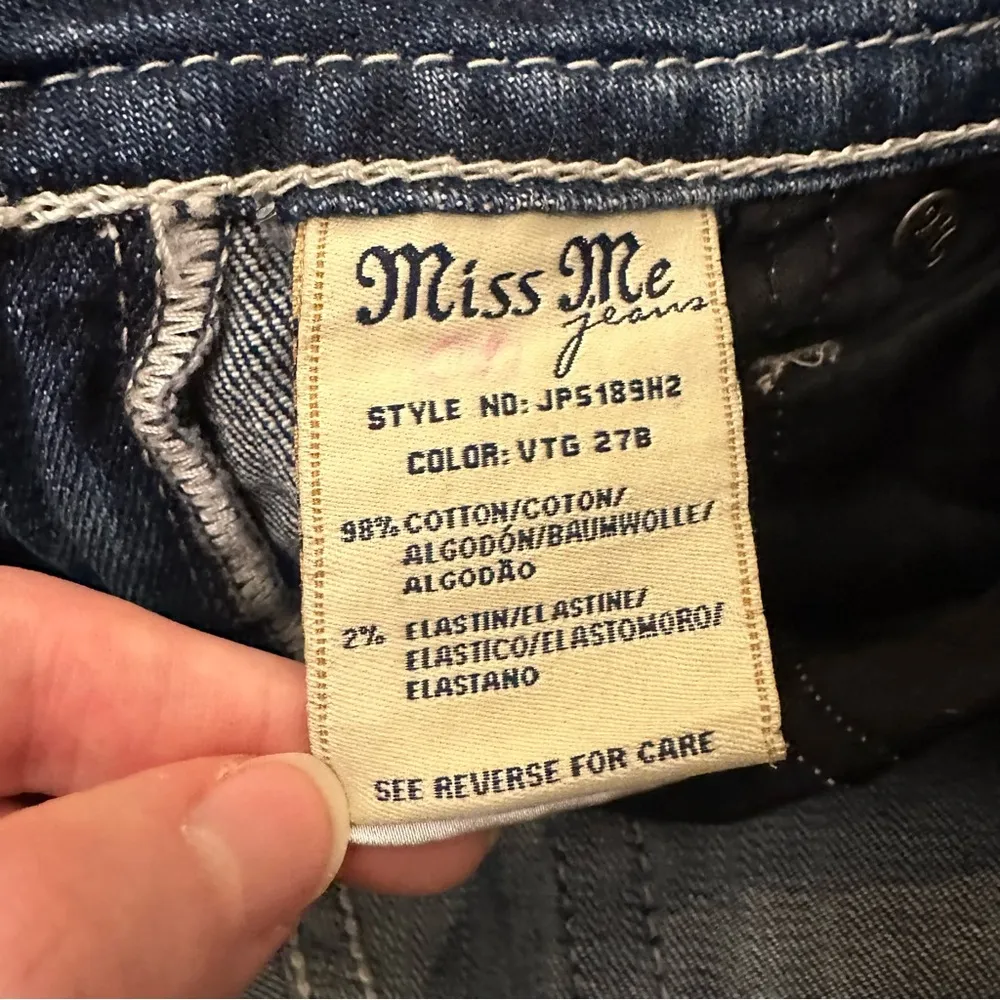 Miss Me
jeans
STYLE NO: JP5189H2
COLOR: VTG 27B
98% COTTON/COTON/
ALGODÓN/BAUMWOLLE/
ALGODÃO
2% ELASTIN/ELASTINE/
ELASTICO/ELASTOMORO/
ELASTANO
SEE REVERSE FOR CARE